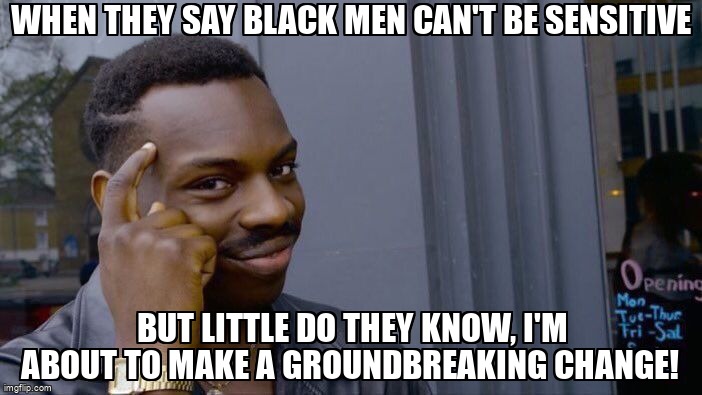 WHEN THEY SAY BLACK MEN CAN'T BE SENSITIVE
Opening
Mon
Tue-Thur
Fri-Sat
BUT LITTLE DO THEY KNOW, I'M
ABOUT TO MAKE A GROUNDBREAKING CHANGE!
imgflip.com